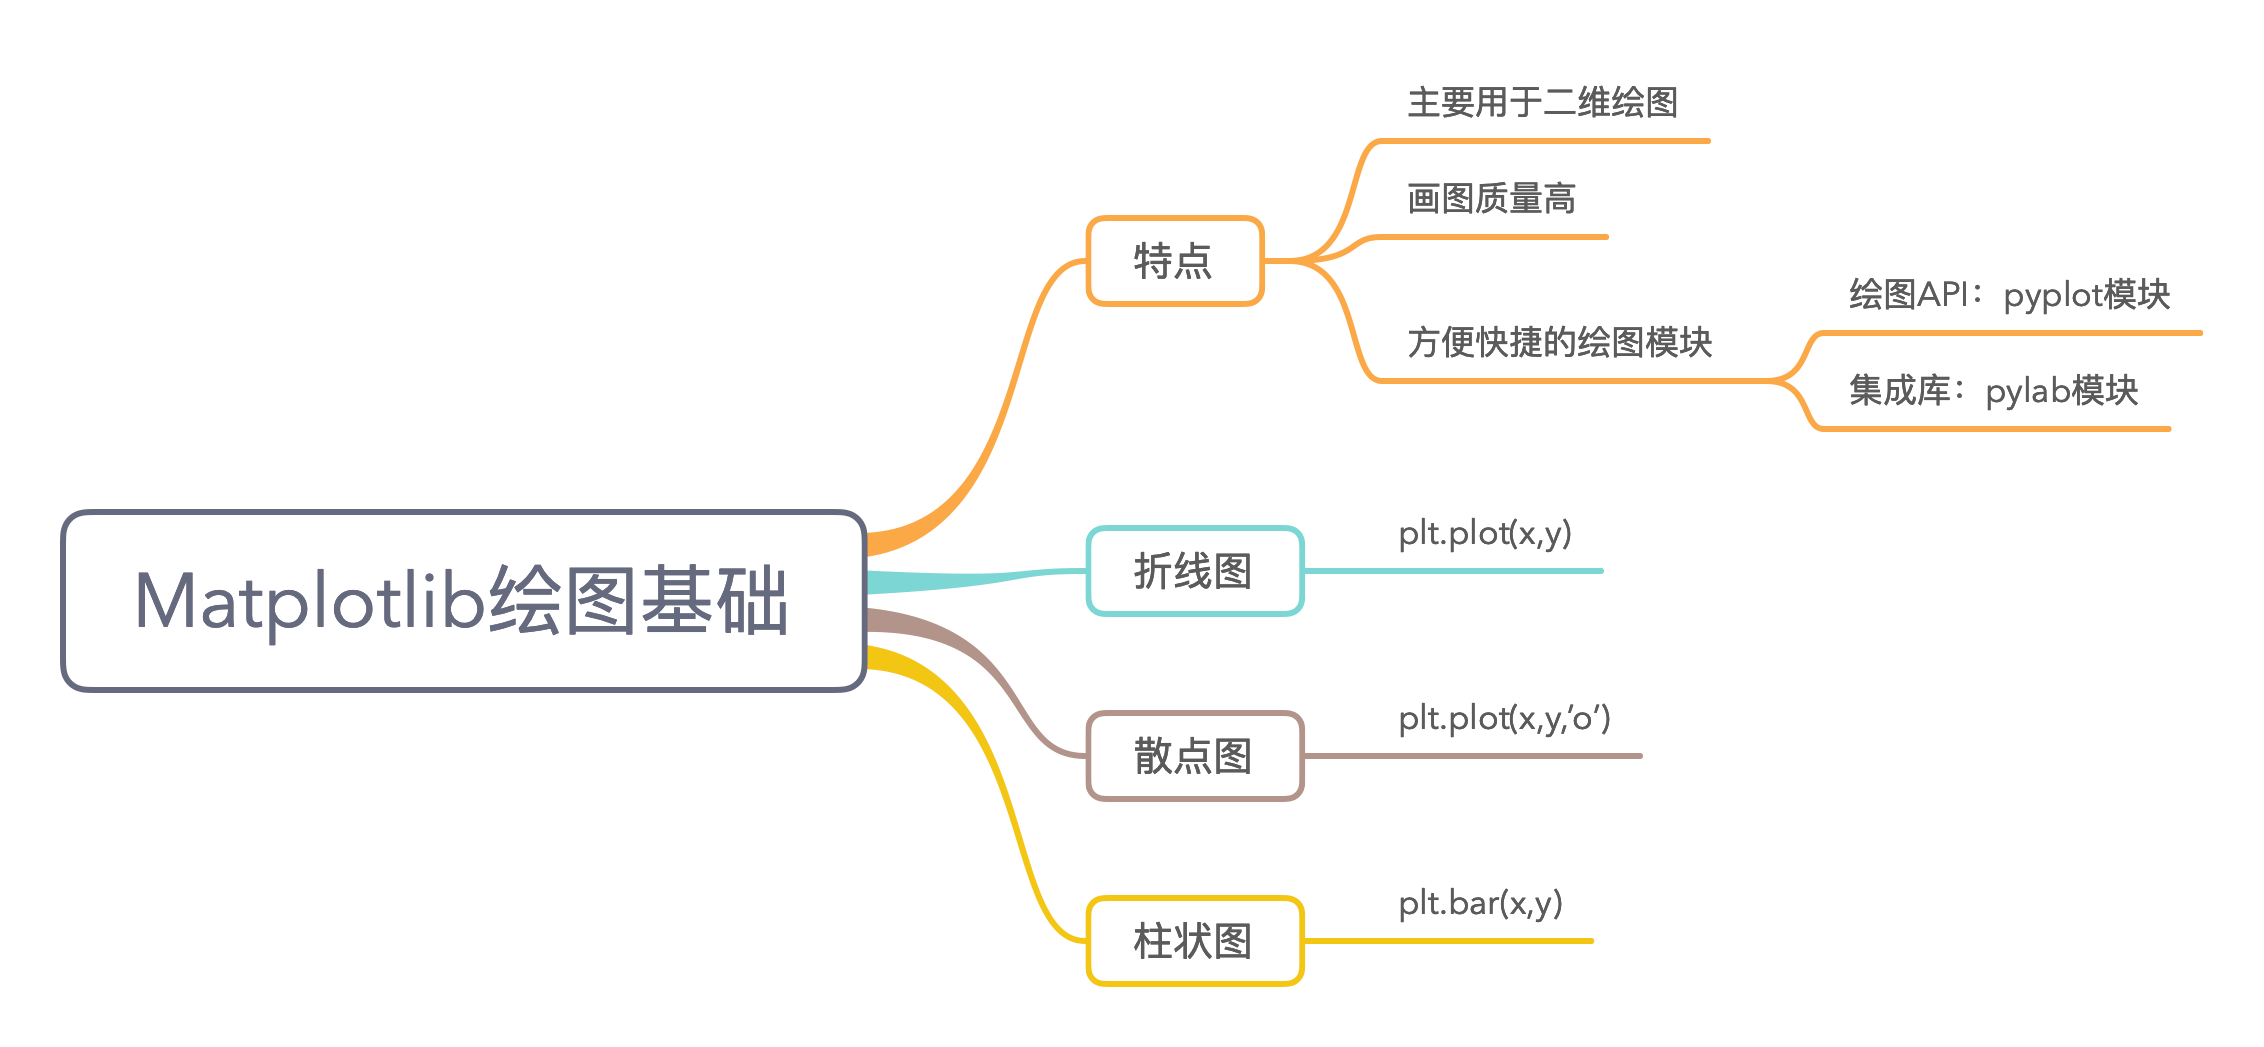 Matplotlib绘图基础
特点
主要用于二维绘图
画图质量高
方便快捷的绘图模块
绘图API：pyplot模块
集成库：pylab模块
折线图
plt.plot(x,y)
散点图
plt.plot(x,y,’o’)
柱状图
plt.bar(x,y)